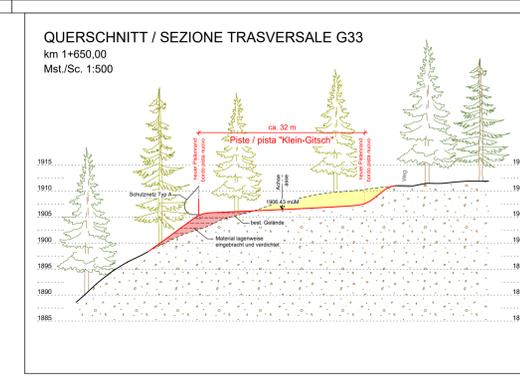 QUERSCHNITT / SEZIONE TRASVERSALE G33
km 1+650,00
Mst./Sc. 1:500
ca. 32 m
Piste / pista "Klein-Gitsch"
neuer Pistenrand
bordo pista nuovo
neuer Pistenrand
bordo pista nuovo
Achse
asse
Weg
Schutznetz Typ A
1906.43 müM
best. Gelände
Material lagenweise
eingebracht und verdichtet
1915
1910
1905
1900
1895
1890
1885